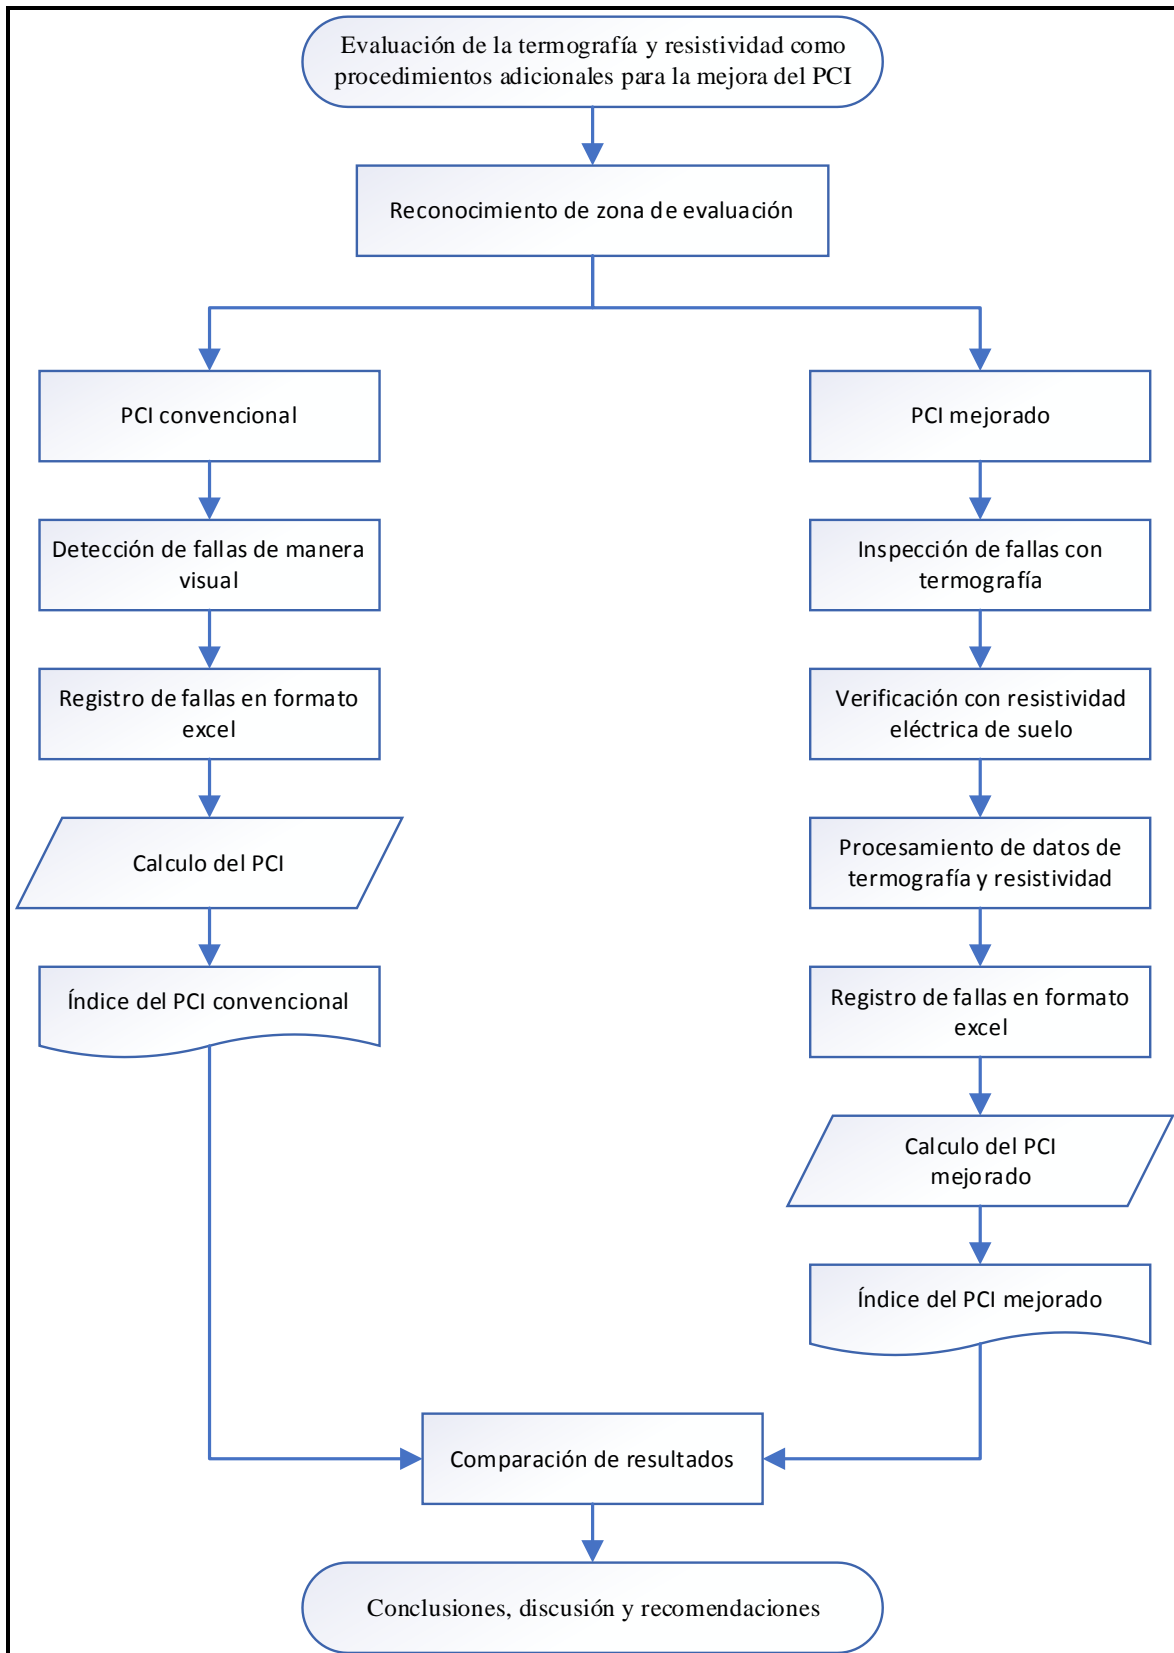 Evaluación de la termografía y resistividad como
procedimientos adicionales para la mejora del PCI
Reconocimiento de zona de evaluación
PCI convencional
Detección de fallas de manera
visual
Registro de fallas en formato
excel
Calculo del PCI
Índice del PCI convencional
PCI mejorado
Inspección de fallas con
termografía
Verificación con resistividad
eléctrica de suelo
Procesamiento de datos de
termografía y resistividad
Registro de fallas en formato
excel
Calculo del PCI
mejorado
Índice del PCI mejorado
Comparación de resultados
Conclusiones, discusión y recomendaciones